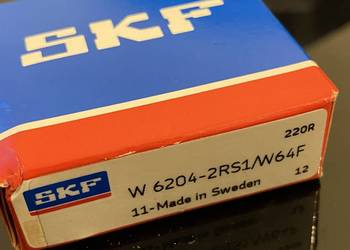 SKF
220R
SKF
W 6204-2RS1/W64F
11-Made in Sweden
12